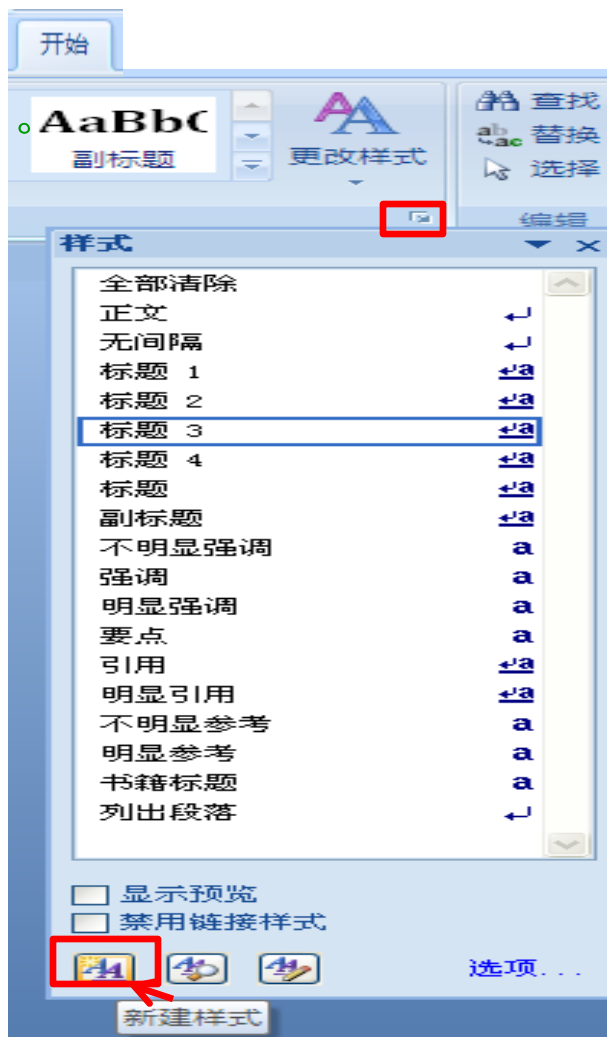 开始
AaBbC
副标题
更改样式
查找
替换
选择
编辑
样式
全部清除
正文
无间隔
标题 1
标题 2
标题 3
标题 4
标题
副标题
不明显强调 a
强调 a
明显强调 a
要点 a
引用
明显引用
不明显参考 a
明显参考 a
书籍标题 a
列出段落
显示预览
禁用链接样式
选项...
新建样式